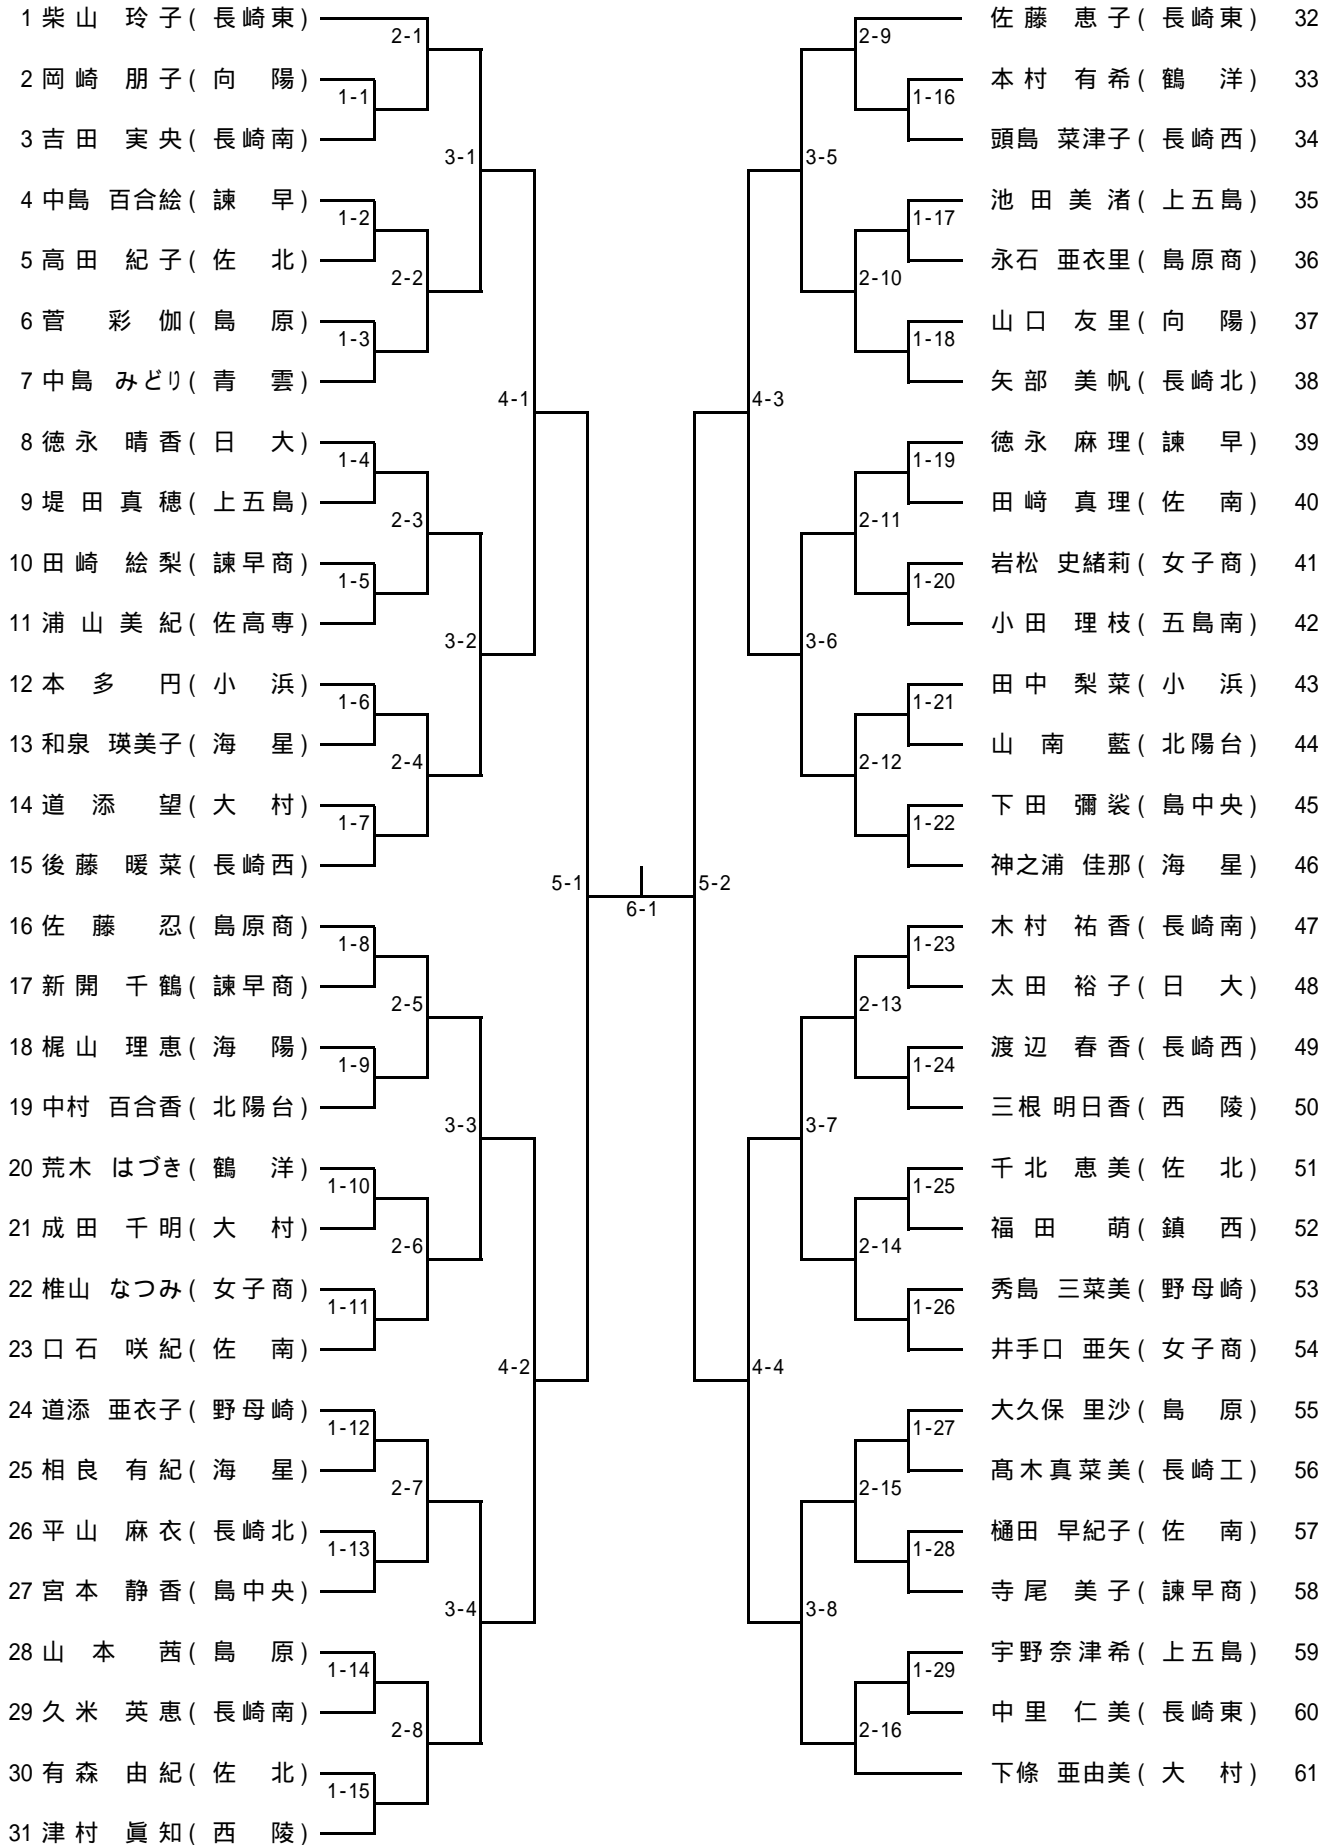 1 柴山 玲子(長崎東)
2-1
2 岡崎 朋子(向 陽)
1-1
3 吉田 実央(長崎南)
3-1
4 中島 百合絵(諫 早)
1-2
5 高田 紀子(佐 北)
2-2
6 菅 彩伽(島 原)
1-3
7 中島 みどり(青 雲)
4-1
8 徳永 晴香(日 大)
1-4
9 堤田真穂(上五島)
2-3
10 田崎 絵梨(諫早商)
1-5
11 浦山美紀(佐高専)
3-2
12 本多 円(小 浜)
1-6
13 和泉 瑛美子(海 星)
2-4
14 道添 望(大 村)
1-7
15 後藤 暖菜(長崎西)
5-1
16 佐藤 忍(島原商)
1-8
17 新開 千鶴(諫早商)
2-5
18 梶山 理恵(海 陽)
1-9
19 中村 百合香(北陽台)
3-3
20 荒木 はづき(鶴 洋)
1-10
21 成田 千明(大 村)
2-6
22 椎山 なつみ(女子商)
1-11
23 口石 咲紀(佐 南)
4-2
24 道添 亜衣子(野母崎)
1-12
25 相良 有紀(海 星)
2-7
26 平山 麻衣(長崎北)
1-13
27 宮本 静香(島中央)
3-4
28 山本 茜(島 原)
1-14
29 久米 英恵(長崎南)
2-8
30 有森 由紀(佐 北)
1-15
31 津村 眞知(西 陵)
6-1
佐藤 恵子(長崎東) 32
2-9
本村 有希(鶴 洋) 33
1-16
頭島 菜津子(長崎西) 34
3-5
池田美渚(上五島) 35
1-17
永石 亜衣里(島原商) 36
2-10
山口 友里(向 陽) 37
1-18
矢部 美帆(長崎北) 38
4-3
徳永 麻理(諫 早) 39
1-19
田﨑 真理(佐 南) 40
2-11
岩松 史緒莉(女子商) 41
1-20
小田 理枝(五島南) 42
3-6
田中 梨菜(小 浜) 43
1-21
山南 藍(北陽台) 44
2-12
下田 彌裟(島中央) 45
1-22
神之浦 佳那(海 星) 46
5-2
木村 祐香(長崎南) 47
1-23
太田 裕子(日 大) 48
2-13
渡辺 春香(長崎西) 49
1-24
三根 明日香(西 陵) 50
3-7
千北 恵美(佐 北) 51
1-25
福田 萌(鎮 西) 52
2-14
秀島 三菜美(野母崎) 53
1-26
井手口 亜矢(女子商) 54
4-4
大久保 里沙(島 原) 55
1-27
髙木真菜美(長崎工) 56
2-15
樋田 早紀子(佐 南) 57
1-28
寺尾 美子(諫早商) 58
3-8
宇野奈津希(上五島) 59
1-29
中里 仁美(長崎東) 60
2-16
下條 亜由美(大 村) 61